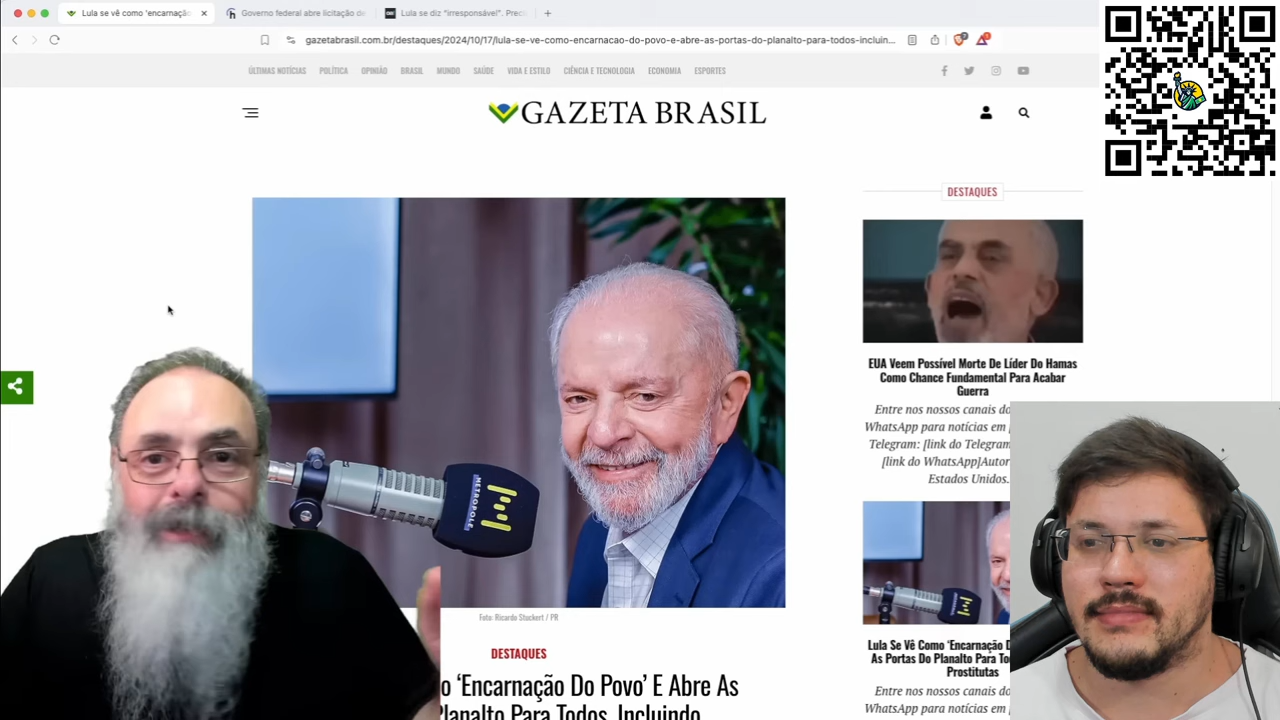 Lula se vê como 'encarnação
Governo federal abre licitação de
Lula se diz "irresponsável". Prec
gazetabrasil.com.br/destaques/2024/10/17/lula-se-ve-como-encarnacao-do-povo-e-abre-as-portas-do-planalto-para-todos-incluin...
ÚLTIMAS NOTÍCIAS POLÍTICA OPINIÃO BRASIL MUNDO SAÚDE VIDA E ESTILO CIÊNCIA E TECNOLOGIA ECONOMIA ESPORTES
GAZETA BRASIL
METROPOLE
Foto: Ricardo Stuckert / PR
DESTAQUES
o 'Encarnação Do Povo' E Abre As
Planalto Para Todos, Incluindo
DESTAQUES
EUA Veem Possível Morte De Líder Do Hamas
Como Chance Fundamental Para Acabar
Guerra
Entre nos nossos canais do
WhatsApp para notícias em
Telegram: [link do Telegram
[link do WhatsApp]Autor
Estados Unidos.
Lula Se Vê Como 'Encarnação D
As Portas Do Planalto Para To
Prostitutas
Entre nos nossos canais do
WhatsApp para notícias em